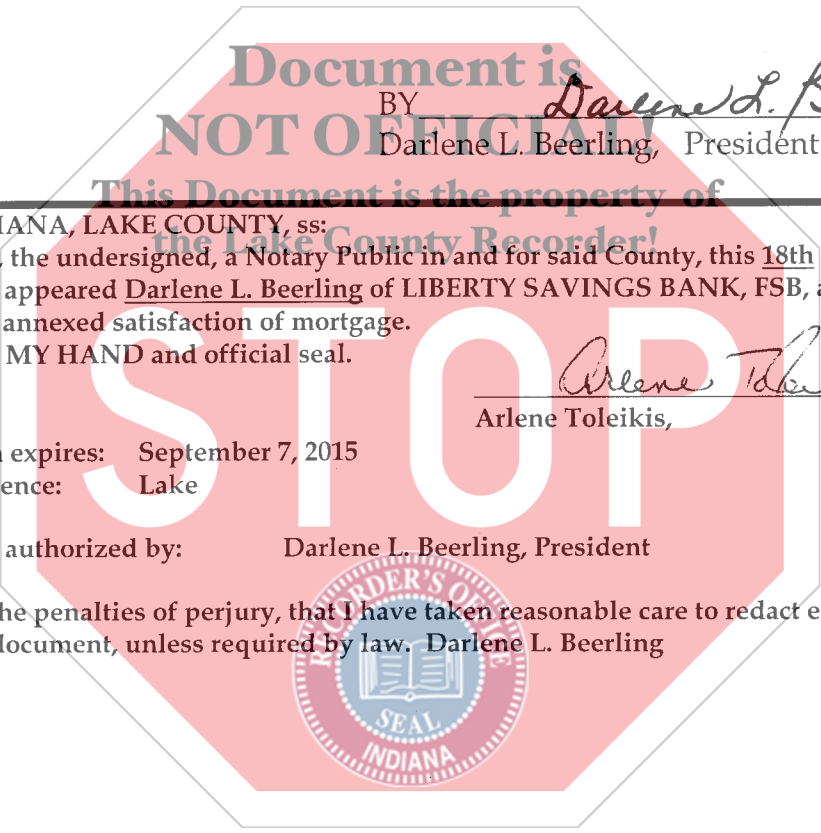 Document is
NOT OFFICIAL!
This Document is the property of
the Lake County Recorder!
BY Darlene L.
Darlene L. Beerling, President
IANA, LAKE COUNTY, ss:
, the undersigned, a Notary Public in and for said County, this 18th
appeared Darlene L. Beerling of LIBERTY SAVINGS BANK, FSB, a
annexed satisfaction of mortgage.
MY HAND and official seal.
Arlene
Arlene Toleikis,
expires: September 7, 2015
ence: Lake
authorized by: Darlene L. Beerling, President
he penalties of perjury, that I have taken reasonable care to redact e
document, unless required by law. Darlene L. Beerling
STOP
RECORDER'S OFFICE
SEAL
INDIANA